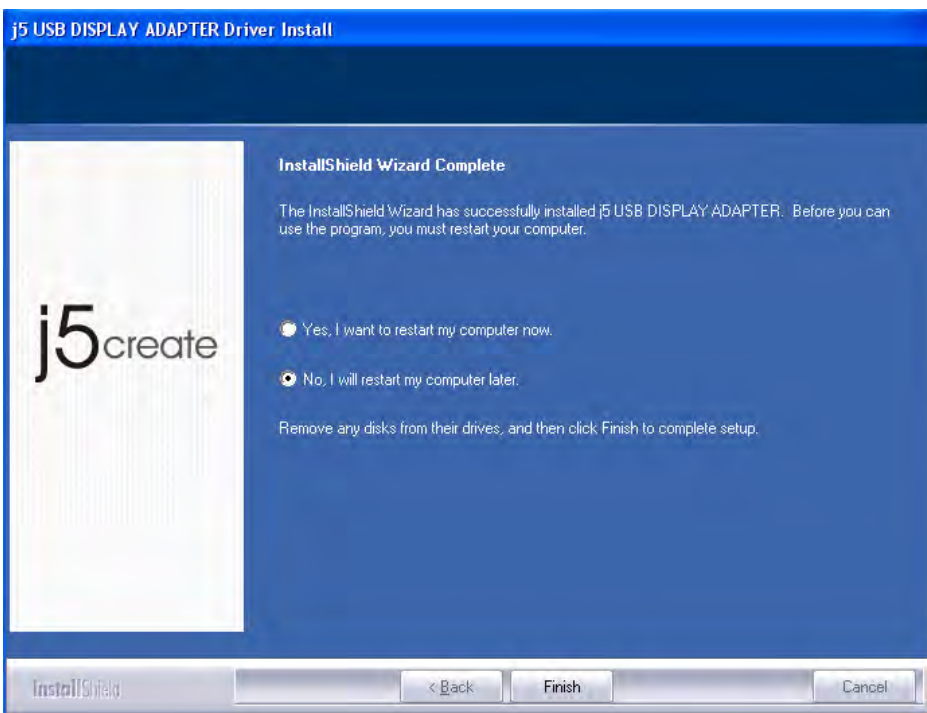 j5 USB DISPLAY ADAPTER Driver Install
InstallShield Wizard Complete
The InstallShield Wizard has successfully installed j5 USB DISPLAY ADAPTER.  Before you can
use the program, you must restart your computer.
j5create
Yes, I want to restart my computer now.
No, I will restart my computer later.
Remove any disks from their drives, and then click Finish to complete setup.
InstallShield
< Back
Finish
Cancel